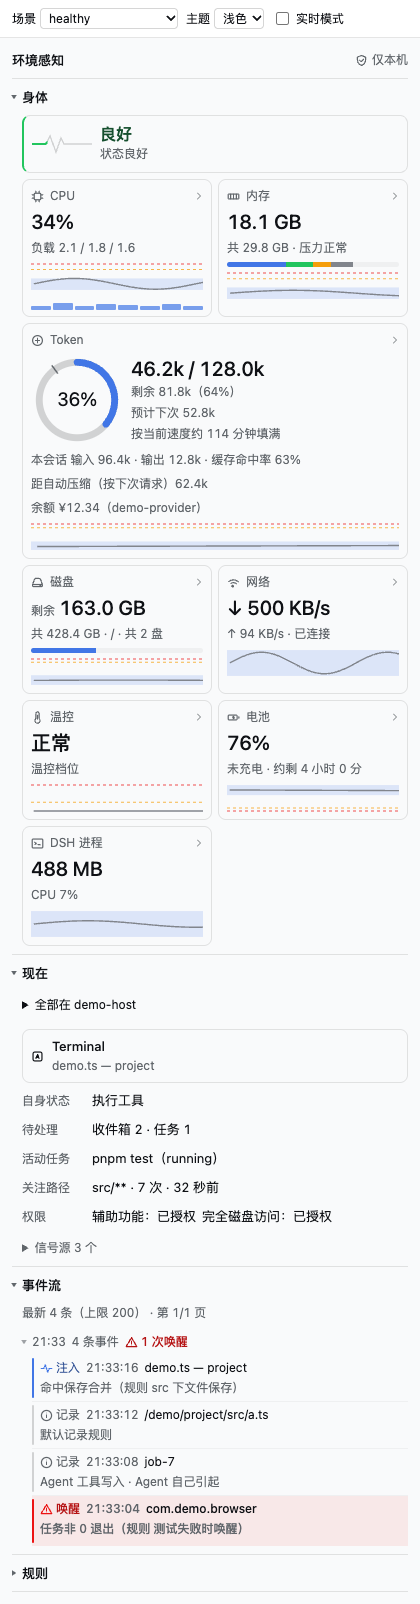 场景 healthy 主题 浅色 实时模式
环境感知 仅本机
身体
良好
状态良好
CPU
34%
负载 2.1 / 1.8 / 1.6
内存
18.1 GB
共 29.8 GB · 压力正常
Token
36%
46.2k / 128.0k
剩余 81.8k（64%）
预计下次 52.8k
按当前速度约 114 分钟填满
本会话 输入 96.4k · 输出 12.8k · 缓存命中率 63%
距自动压缩（按下次请求）62.4k
余额 ¥12.34（demo-provider）
磁盘
剩余 163.0 GB
共 428.4 GB · / · 共 2 盘
网络
↓ 500 KB/s
↑ 94 KB/s · 已连接
温控
正常
温控档位
电池
76%
未充电 · 约剩 4 小时 0 分
DSH 进程
488 MB
CPU 7%
现在
全部在 demo-host
Terminal
demo.ts — project
自身状态 执行工具
待处理 收件箱 2 · 任务 1
活动任务 pnpm test（running）
关注路径 src/** · 7 次 · 32 秒前
权限 辅助功能：已授权 完全磁盘访问：已授权
信号源 3 个
事件流
最新 4 条（上限 200） · 第 1/1 页
21:33 4 条事件 1 次唤醒
注入 21:33:16 demo.ts — project
命中保存合并（规则 src 下文件保存）
记录 21:33:12 /demo/project/src/a.ts
默认记录规则
记录 21:33:08 job-7
Agent 工具写入 · Agent 自己引起
唤醒 21:33:04 com.demo.browser
任务非 0 退出（规则 测试失败时唤醒）
规则